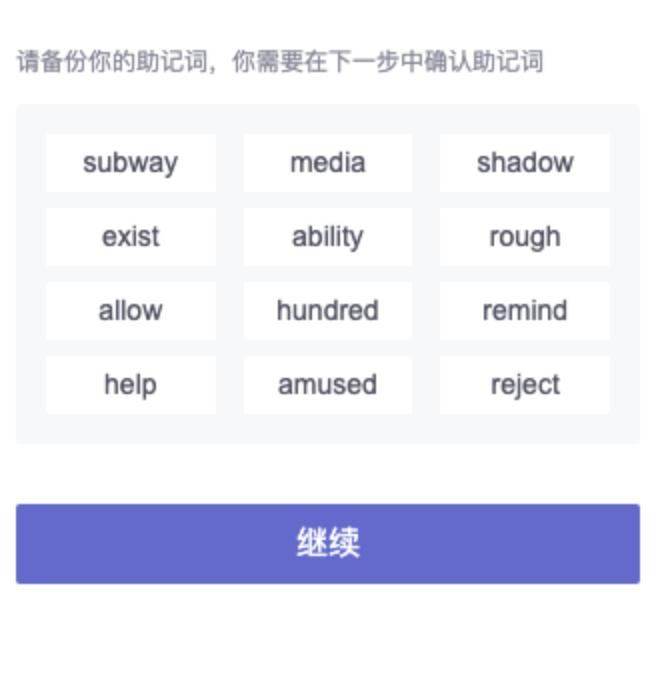 请备份你的助记词，你需要在下一步中确认助记词
subway media shadow
exist ability rough
allow hundred remind
help amused reject
继续